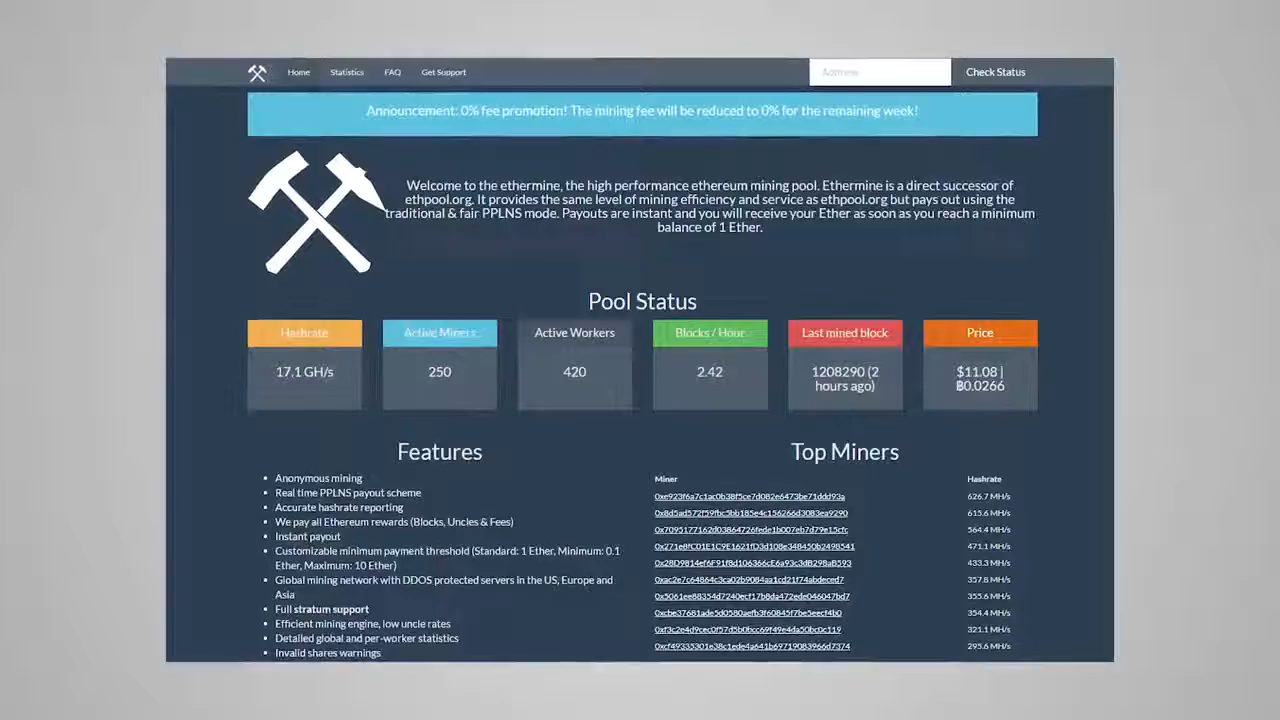 Home Statistics FAQ Get Support Address Check Status
Announcement: 0% fee promotion! The mining fee will be reduced to 0% for the remaining week!
Welcome to the ethermine, the high performance ethereum mining pool. Ethermine is a direct successor of
ethpool.org. It provides the same level of mining efficiency and service as ethpool.org but pays out using the
traditional & fair PPLNS mode. Payouts are instant and you will receive your Ether as soon as you reach a minimum
balance of 1 Ether.
Pool Status
Hashrate Active Miners Active Workers Blocks / Hour Last mined block Price
17.1 GH/s 250 420 2.42 1208290 (2 $11.08 |
hours ago) ฿0.0266
Features
Anonymous mining
Real time PPLNS payout scheme
Accurate hashrate reporting
We pay all Ethereum rewards (Blocks, Uncles & Fees)
Instant payout
Customizable minimum payment threshold (Standard: 1 Ether, Minimum: 0.1
Ether, Maximum: 10 Ether)
Global mining network with DDOS protected servers in the US, Europe and
Asia
Full stratum support
Efficient mining engine, low uncle rates
Detailed global and per-worker statistics
Invalid shares warnings
Top Miners
Miner Hashrate
626.7 MH/s
615.6 MH/s
564.4 MH/s
471.1 MH/s
433.3 MH/s
357.8 MH/s
355.6 MH/s
354.4 MH/s
321.1 MH/s
295.6 MH/s